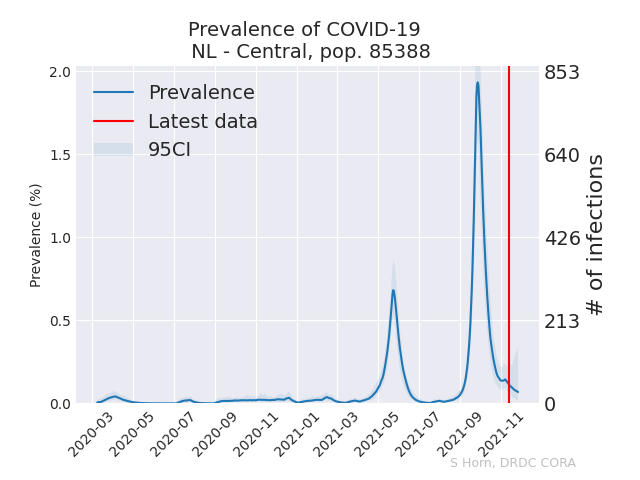 Prevalence of COVID-19
NL - Central, pop. 85388
Prevalence
Latest data
95CI
Prevalence (%)
2.0
1.5
1.0
0.5
0.0
853
640
426
213
0
# of infections
2020-03
2020-05
2020-07
2020-09
2020-11
2021-01
2021-03
2021-05
2021-07
2021-09
2021-11
S Horn, DRDC CORA